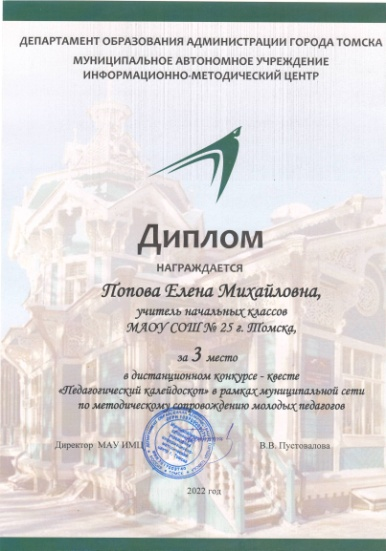 ДЕПАРТАМЕНТ ОБРАЗОВАНИЯ АДМИНИСТРАЦИИ ГОРОДА ТОМСКА
МУНИЦИПАЛЬНОЕ АВТОНОМНОЕ УЧРЕЖДЕНИЕ
ИНФОРМАЦИОННО-МЕТОДИЧЕСКИЙ ЦЕНТР
Диплом
НАГРАЖДАЕТСЯ
Попова Елена Михайловна,
учитель начальных классов
МАОУ СОШ № 25 г. Томска,
за 3 место
в дистанционном конкурсе - квесте
«Педагогический калейдоскоп» в рамках муниципальной сети
по методическому сопровождению молодых педагогов
Директор МАУ ИМЦ В.В. Пустовалова
2022 год